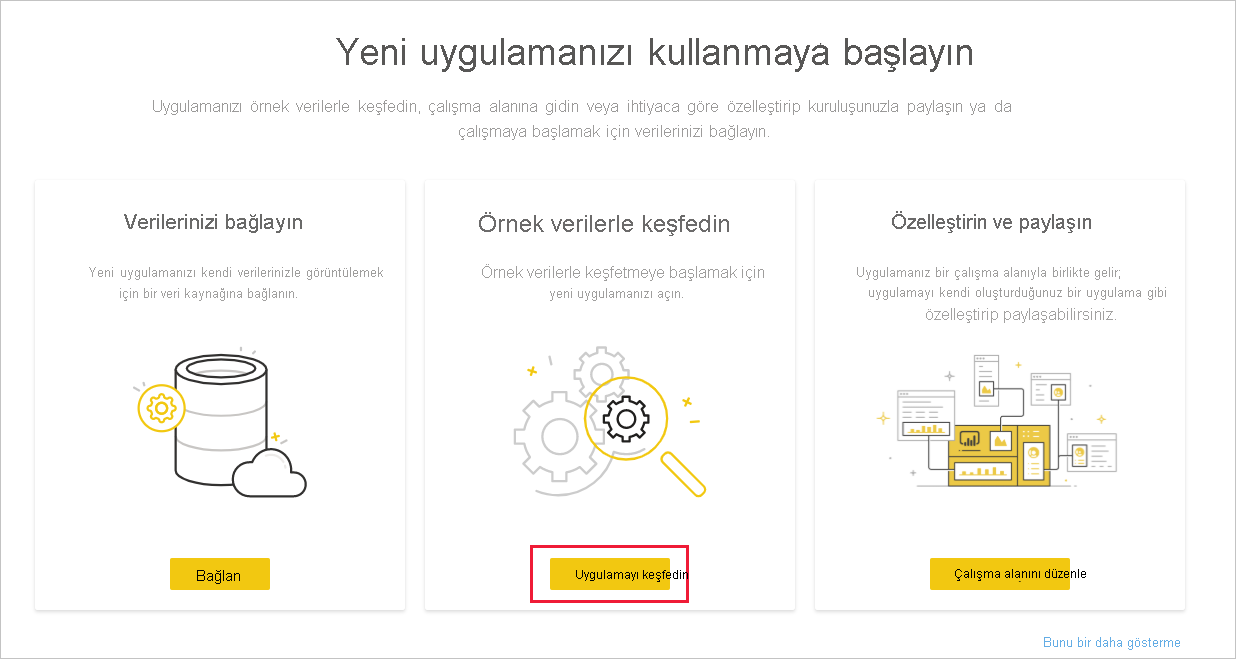 Yeni uygulamanızı kullanmaya başlayın
Uygulamanızı örnek verilerle keşfedin, çalışma alanına gidin veya ihtiyaca göre özelleştirip kuruluşunuzla paylaşın ya da
çalışmaya başlamak için verilerinizi bağlayın.
Verilerinizi bağlayın
Yeni uygulamanızı kendi verilerinizle görüntülemek
için bir veri kaynağına bağlanın.
Bağlan
Örnek verilerle keşfedin
Örnek verilerle keşfetmeye başlamak için
yeni uygulamanızı açın.
Uygulamayı keşfedin
Özelleştirin ve paylaşın
Uygulamanız bir çalışma alanıyla birlikte gelir;
uygulamayı kendi oluşturduğunuz bir uygulama gibi
özelleştirip paylaşabilirsiniz.
Çalışma alanını düzenle
Bunu bir daha gösterme